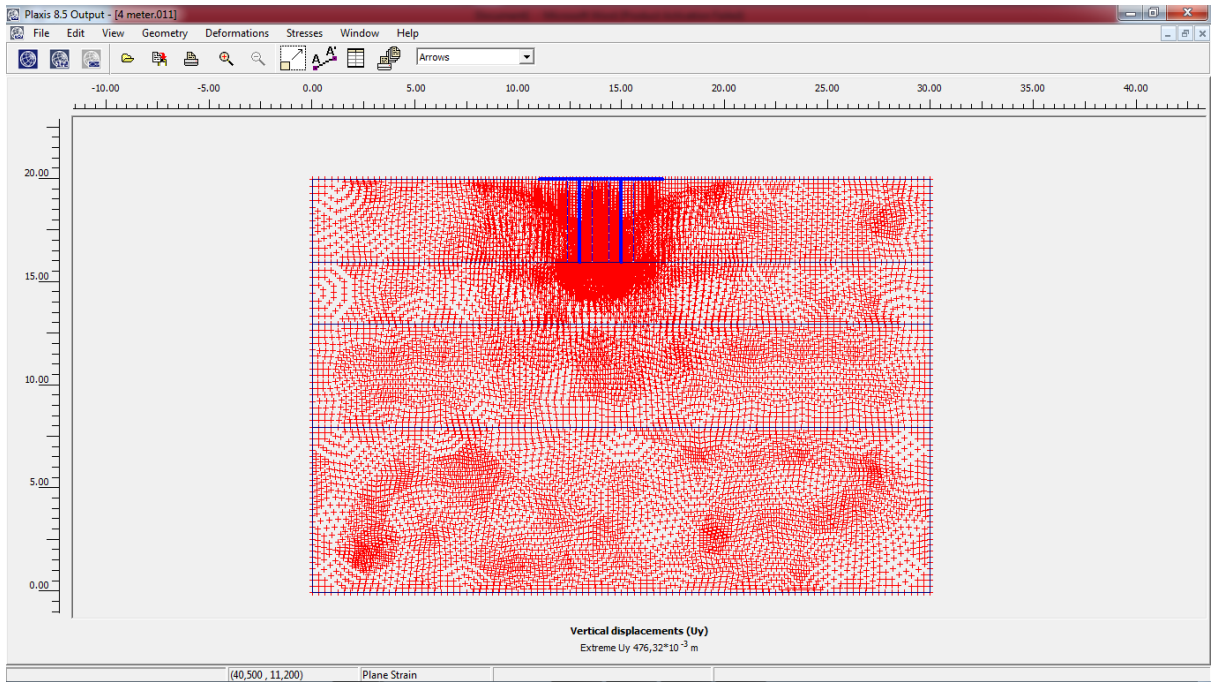 Plaxis 8.5 Output - [4 meter.011]
File Edit View Geometry Deformations Stresses Window Help
A A' Arrows
-10.00 -5.00 0.00 5.00 10.00 15.00 20.00 25.00 30.00 35.00 40.00
20.00
15.00
10.00
5.00
0.00
Vertical displacements (Uy)
Extreme Uy 476,32*10⁻³ m
(40,500 , 11,200) Plane Strain